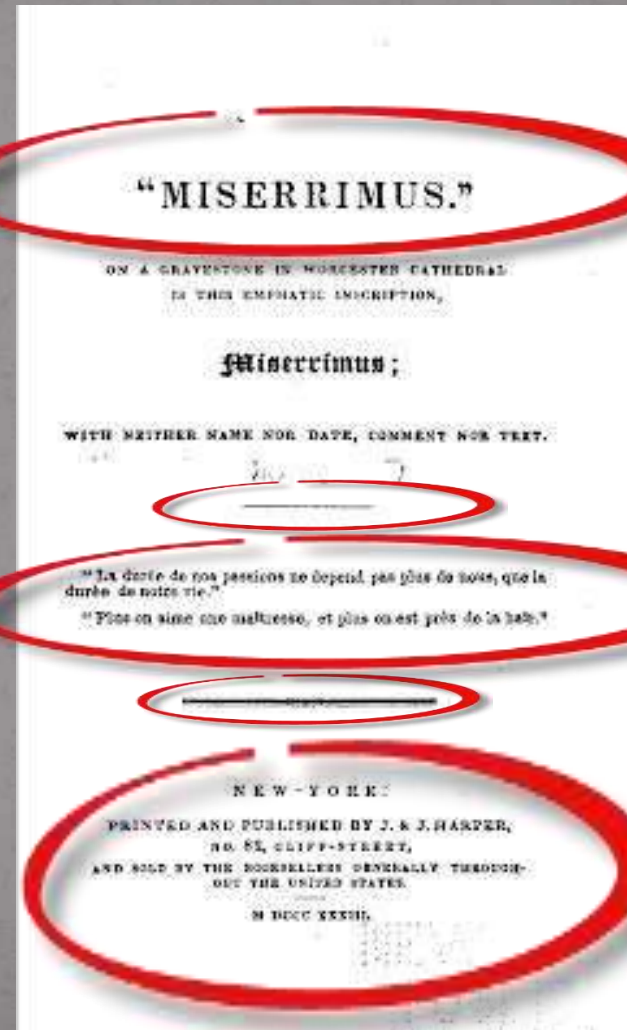 “MISERRIMUS.”
ON A GRAVESTONE IN WORCESTER CATHEDRAL
IS THIS EMPHATIC INSCRIPTION,
Miserrimus;
WITH NEITHER NAME NOR DATE, COMMENT NOR TEXT.
“La durée de nos passions ne depend pas plus de nous, que la
durée de notre vie.”
“Plus on aime une maîtresse, et plus on est près de la haïr.”
NEW-YORK:
PRINTED AND PUBLISHED BY J. & J. HARPER,
NO. 82, CLIFF-STREET,
AND SOLD BY THE BOOKSELLERS GENERALLY THROUGH-
OUT THE UNITED STATES.
M DCCC XXXIII.